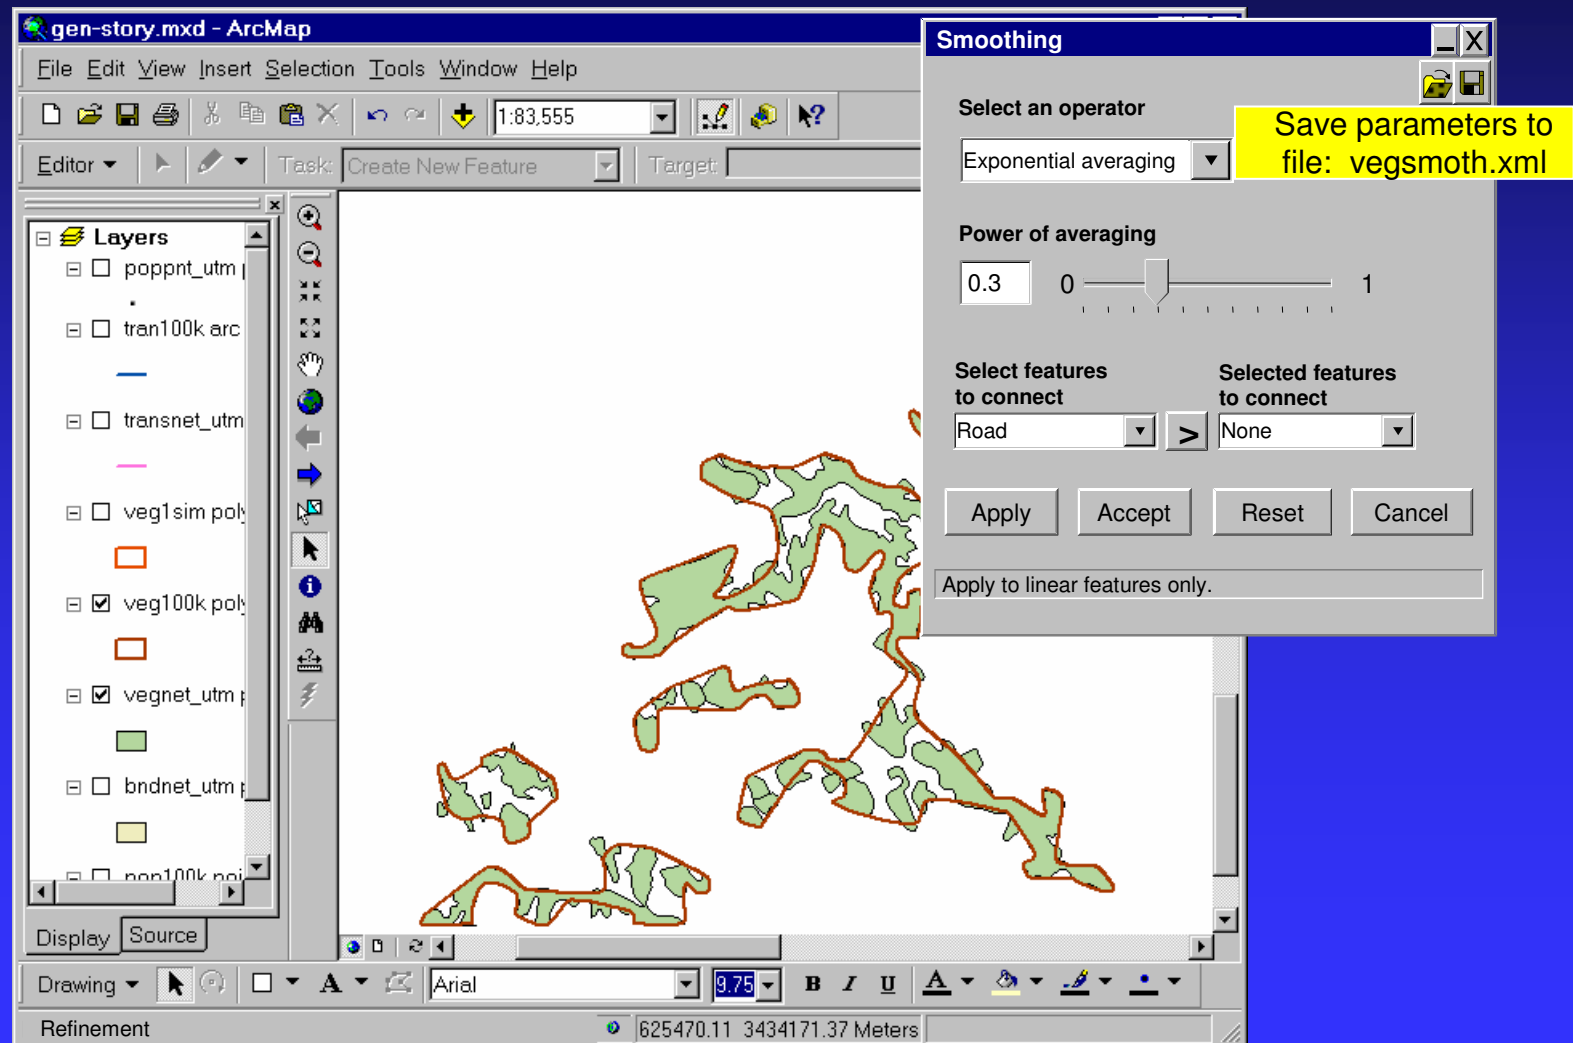 gen-story.mxd - ArcMap
File Edit View Insert Selection Tools Window Help
1:83,555
Editor Task: Create New Feature Target:
Layers
poppnt_utm
tran100k arc
transnet_utm
veg1sim pol
veg100k pol
vegnet_utm
bndnet_utm
pop100k poi
Display Source
Drawing A Arial 9.75 B I U A
Refinement 625470.11 3434171.37 Meters
Smoothing
X
Select an operator
Exponential averaging
Save parameters to
file: vegsmoth.xml
Power of averaging
0.3 0 1
Select features
to connect
Selected features
to connect
Road > None
Apply Accept Reset Cancel
Apply to linear features only.